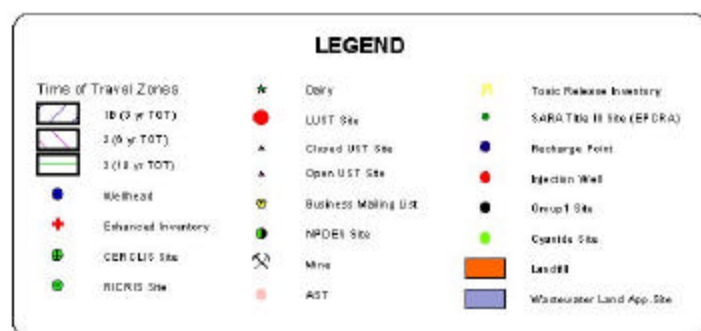 LEGEND
Time of Travel Zones
1B (3 yr TOT)
2 (6 yr TOT)
3 (10 yr TOT)
Wellhead
Enhanced Inventory
CERCLIS Site
RICRIS Site
Dairy
LUST Site
Closed UST Site
Open UST Site
Business Mailing List
NPDES Site
Mine
AST
Toxic Release Inventory
SARA Title III Site (EPCRA)
Recharge Point
Injection Well
Group1 Site
Cyanide Site
Landfill
Wastewater Land App. Site